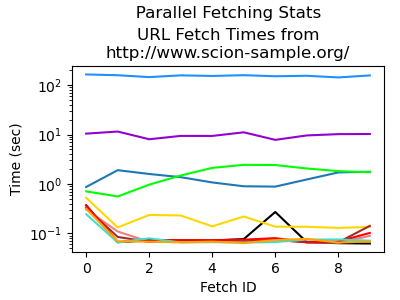 Parallel Fetching Stats
URL Fetch Times from
http://www.scion-sample.org/
Time (sec)
10²
10¹
10⁰
10⁻¹
0 2 4 6 8
Fetch ID